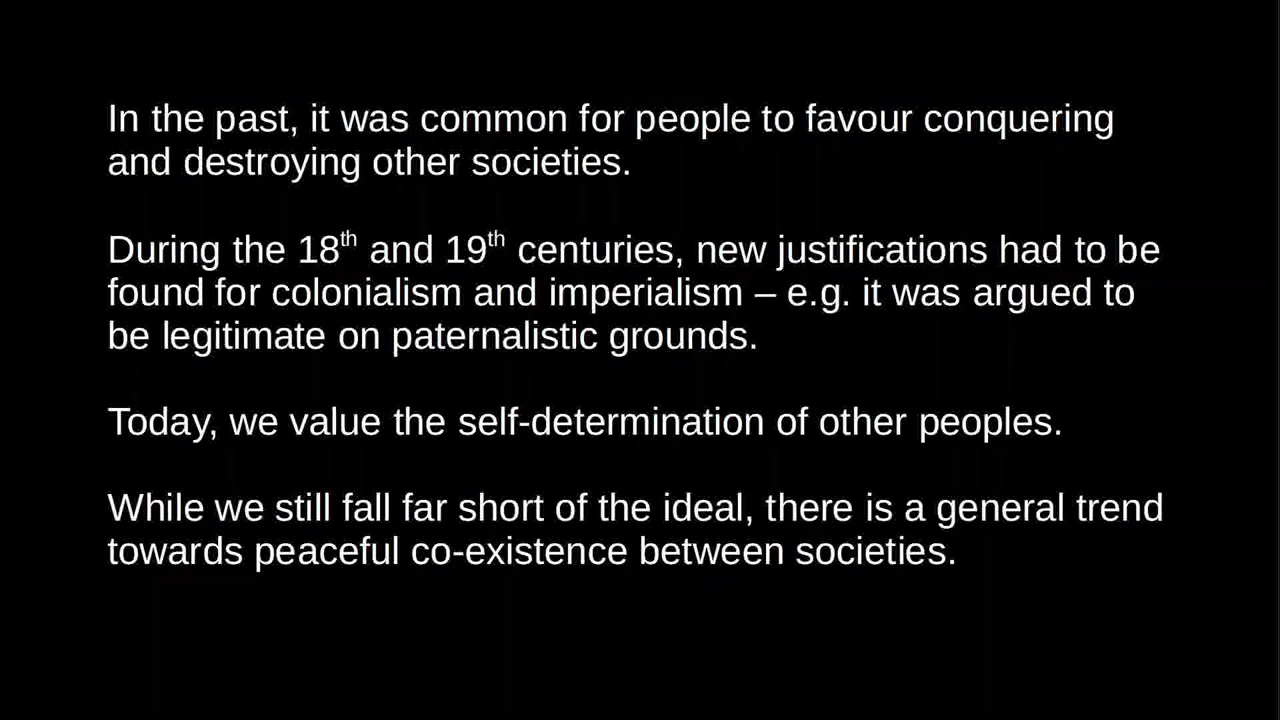 In the past, it was common for people to favour conquering
and destroying other societies.
During the 18th and 19th centuries, new justifications had to be
found for colonialism and imperialism – e.g. it was argued to
be legitimate on paternalistic grounds.
Today, we value the self-determination of other peoples.
While we still fall far short of the ideal, there is a general trend
towards peaceful co-existence between societies.